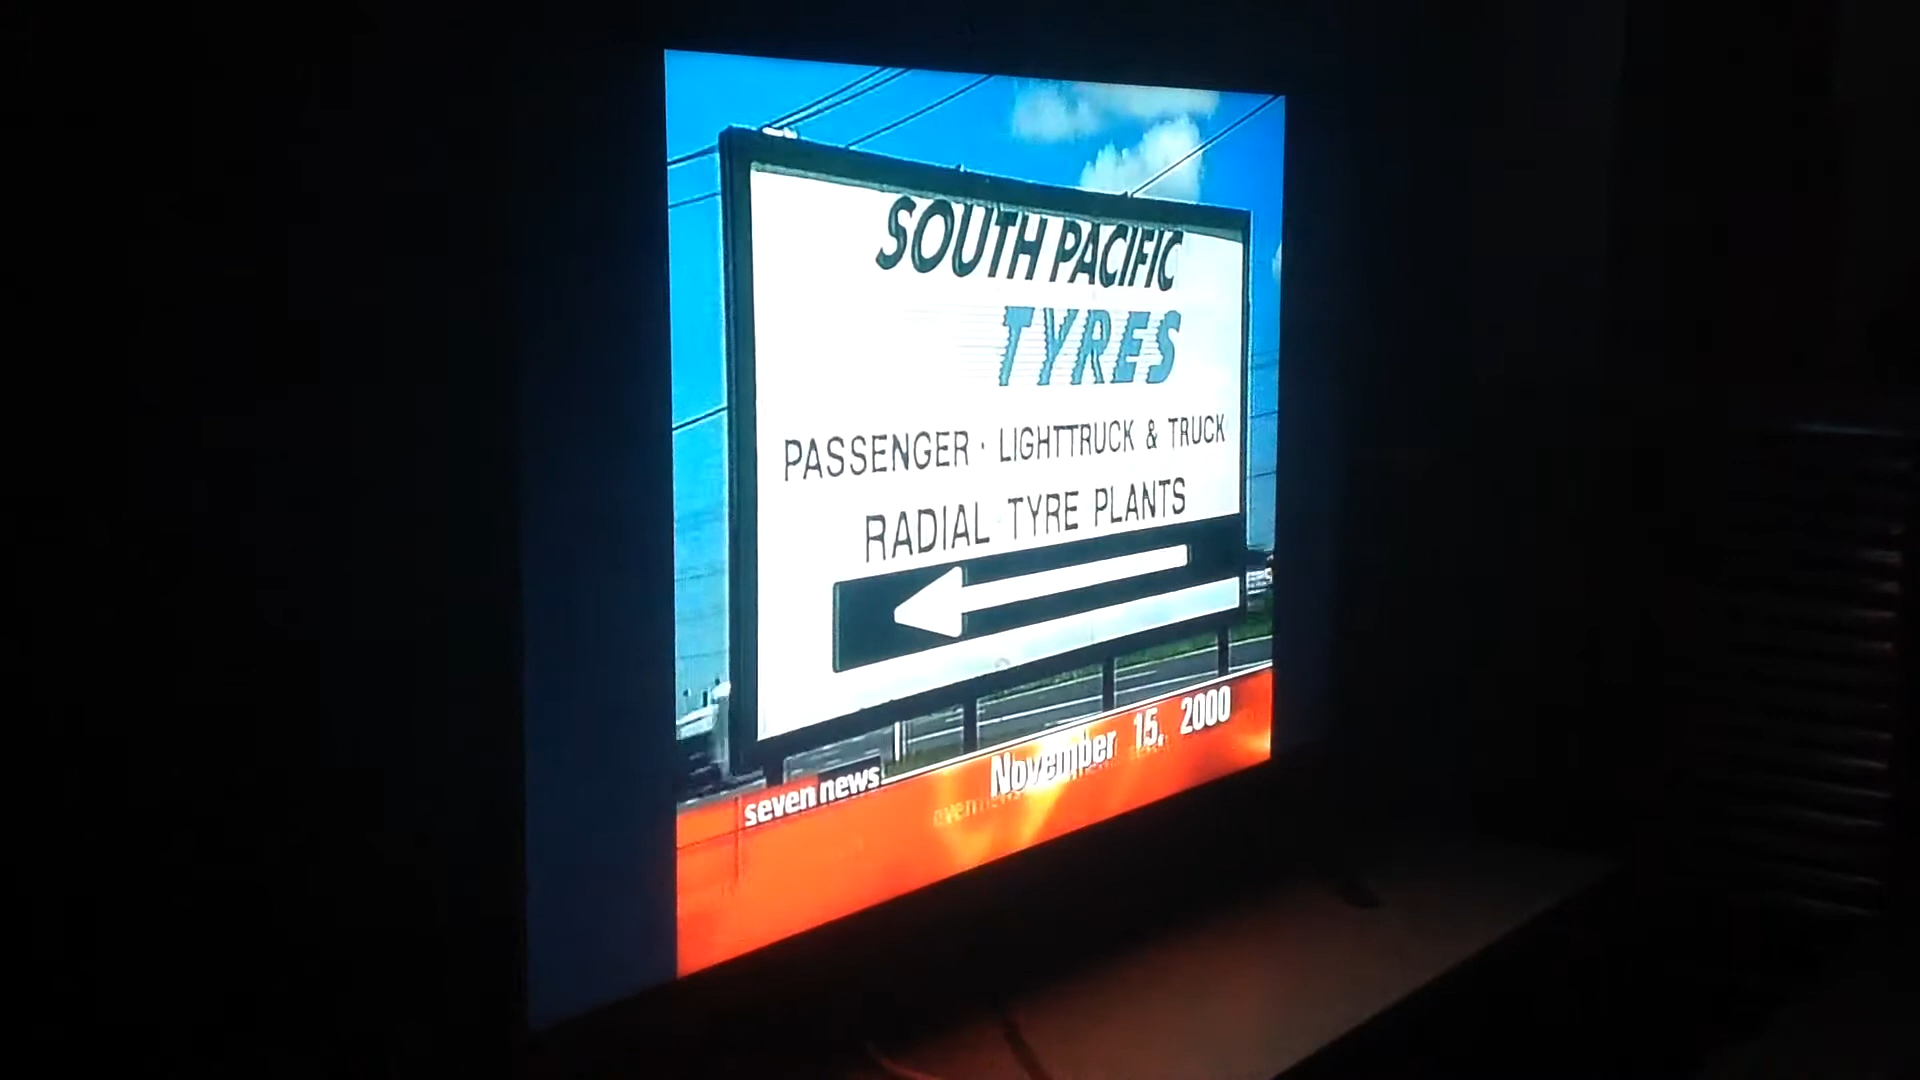 SOUTH PACIFIC
TYRES
PASSENGER · LIGHTTRUCK & TRUCK
RADIAL TYRE PLANTS
seven news
November 15, 2000